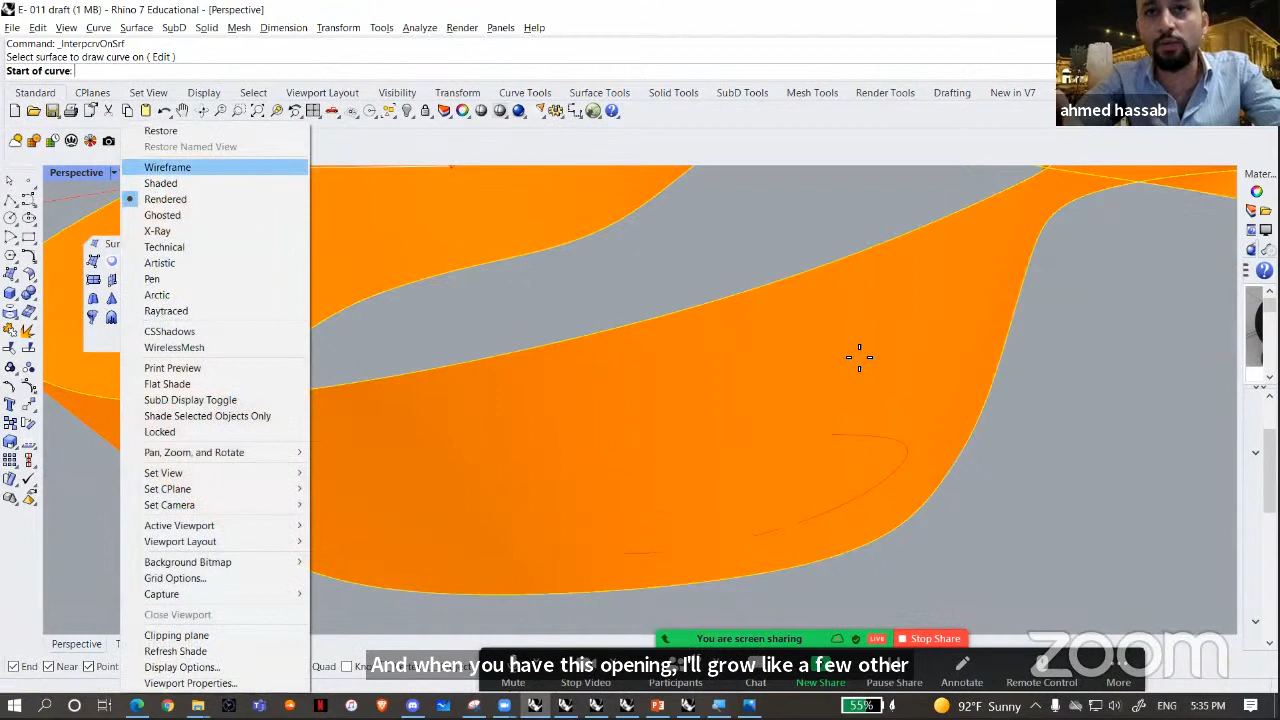 E- 011 draft (1 MB) - Rhino 7 Educational - [Perspective]
File Edit View Curve Surface Solid SubD Mesh Dimension Transform Tools Analyze Render Panels Help
Command: _InterpcrvOnSrf
Select surface to draw curve on ( Edit )
Start of curve:
Standard CPlanes Set View Display Select Viewport Layout Visibility Transform Curve Tools Surface Tools Solid Tools SubD Tools Mesh Tools Render Tools Drafting New in V7
ahmed hassab
Restore
Restore Named View
Perspective
Wireframe
Mater...
Shaded
Rendered
Ghosted
X-Ray
Sur
Technical
Artistic
Pen
Arctic
Raytraced
CSShadows
WirelessMesh
Print Preview
Flat Shade
SubD Display Toggle
Shade Selected Objects Only
Locked
Pan, Zoom, and Rotate
Set View
Set CPlane
Set Camera
Active Viewport
Viewport Layout
Background Bitmap
Grid Options...
Capture
Close Viewport
Clipping plane
Refresh Shade
Display Options...
Viewport Properties...
You are screen sharing LIVE Stop Share
Perspective T
zoom
And when you have this opening, I'll grow like a few other
End Near Point Quad
Mute Stop Video Participants Chat New Share Pause Share Annotate Remote Control More
55% 92°F Sunny 5:35 PM